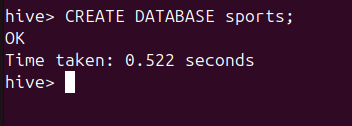 hive> CREATE DATABASE sports;
OK
Time taken: 0.522 seconds
hive>